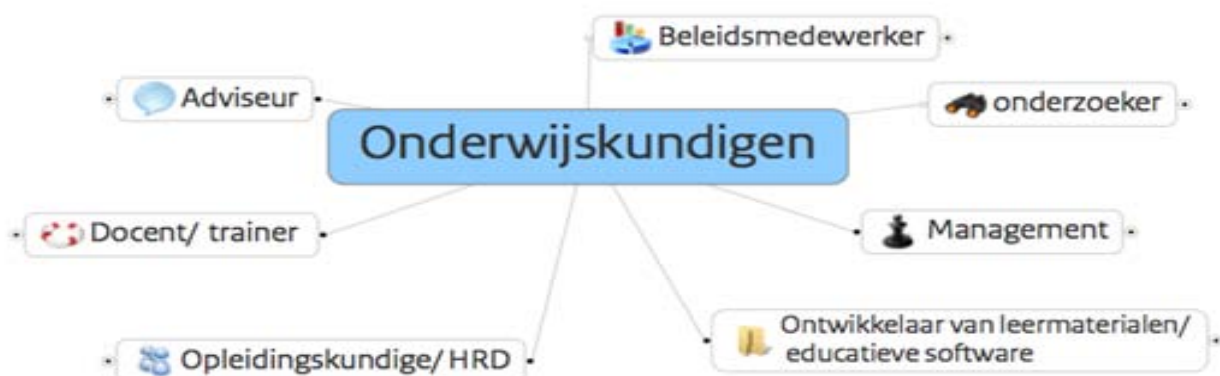 Beleidsmedewerker
Adviseur
onderzoeker
Onderwijskundigen
Docent/ trainer
Management
Opleidingskundige/ HRD
Ontwikkelaar van leermaterialen/
educatieve software